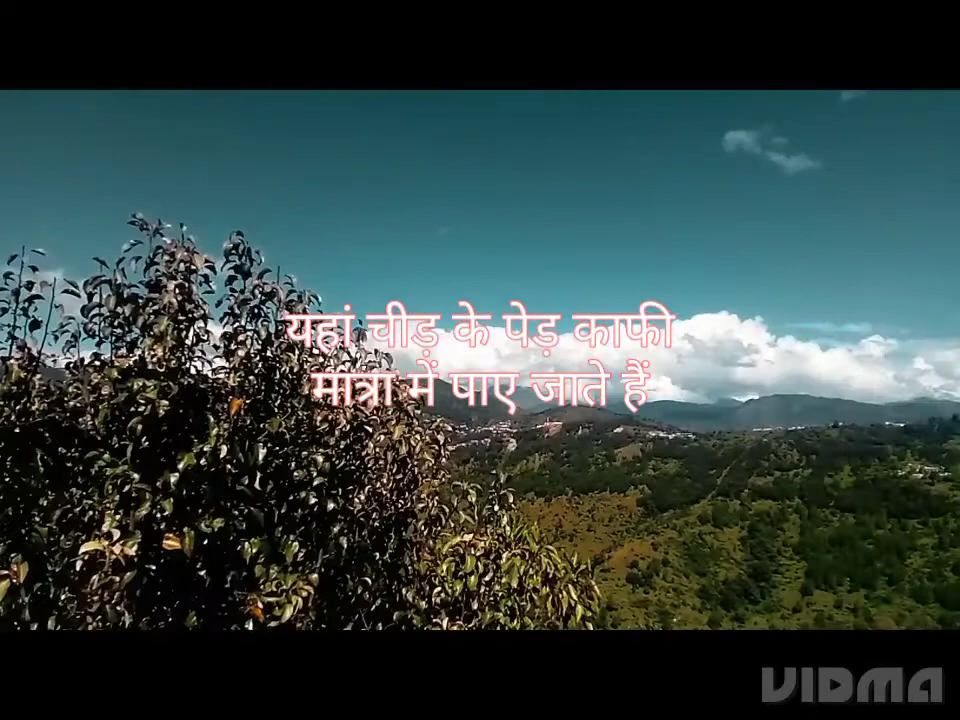 यहां चीड़ के पेड़ काफी
मात्रा में पाए जाते हैं
VIDMA